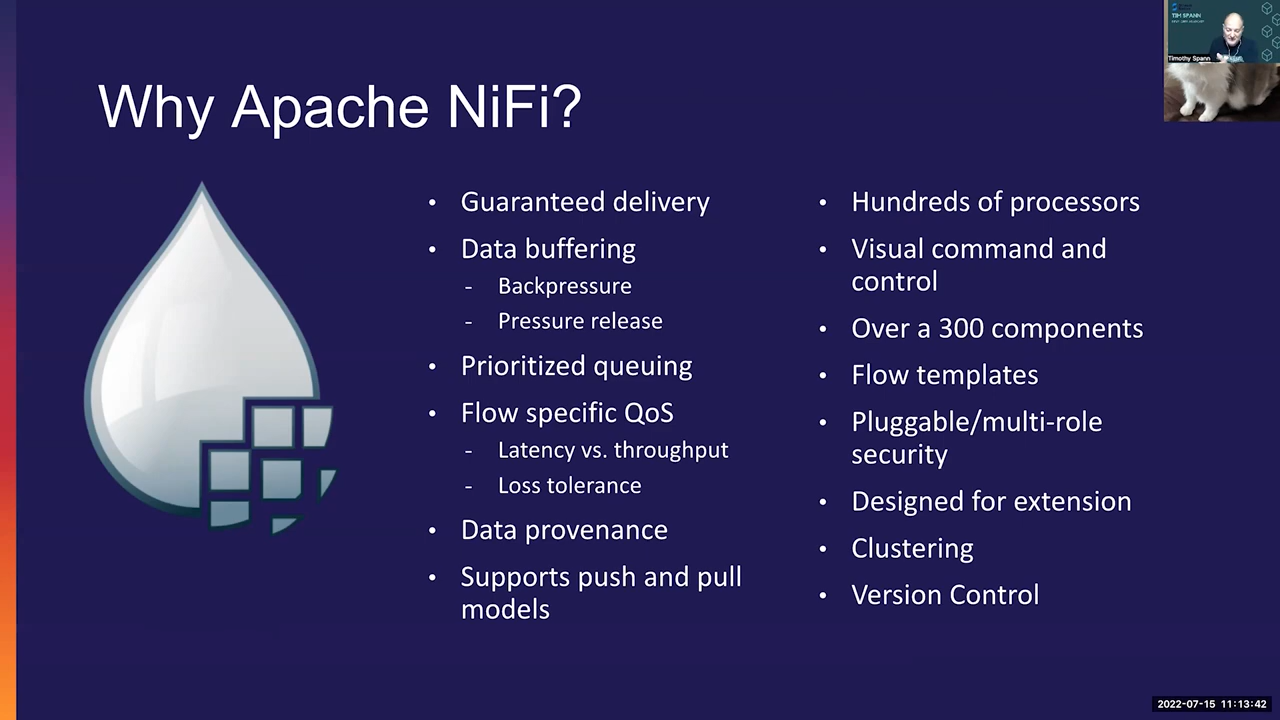 Why Apache NiFi?
• Guaranteed delivery
• Data buffering
- Backpressure
- Pressure release
• Prioritized queuing
• Flow specific QoS
- Latency vs. throughput
- Loss tolerance
• Data provenance
• Supports push and pull
models
• Hundreds of processors
• Visual command and
control
• Over a 300 components
• Flow templates
• Pluggable/multi-role
security
• Designed for extension
• Clustering
• Version Control
TIM SPANN
Timothy Spann
2022-07-15 11:13:42